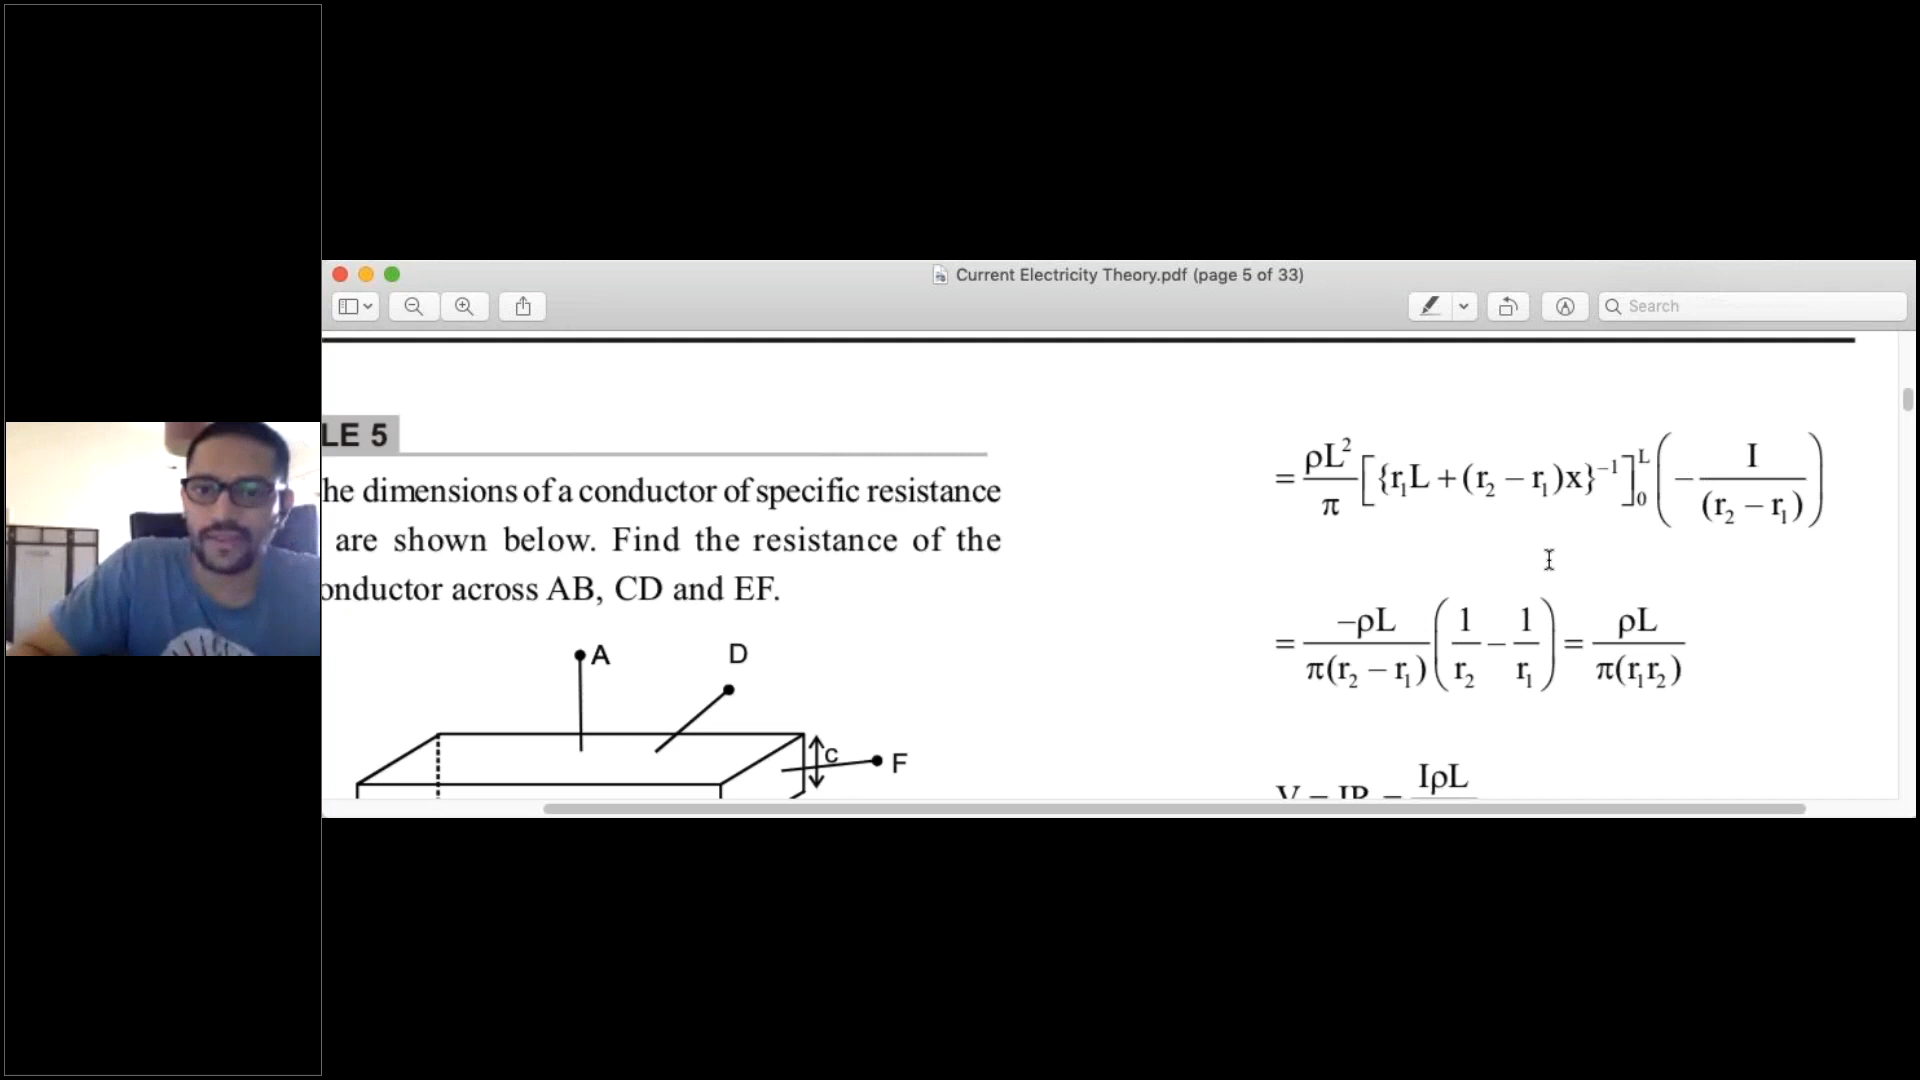 Current Electricity Theory.pdf (page 5 of 33)
Search
LE 5
he dimensions of a conductor of specific resistance
are shown below. Find the resistance of the
onductor across AB, CD and EF.
A
D
c
F
= ρL²/π [{r₁L + (r₂ − r₁)x}⁻¹]₀ᴸ (− I/(r₂ − r₁))
= −ρL/π(r₂ − r₁) (1/r₂ − 1/r₁) = ρL/π(r₁r₂)
V = IR = IρL